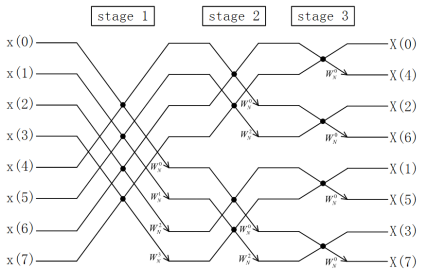 stage 1 stage 2 stage 3
x(0) X(0)
x(1) X(4)
x(2) W_N^0 X(2)
x(3) W_N^2 W_N^0 X(6)
x(4) W_N^0 X(1)
x(5) W_N^1 W_N^0 X(5)
x(6) W_N^2 W_N^0 X(3)
x(7) W_N^3 W_N^2 W_N^0 X(7)